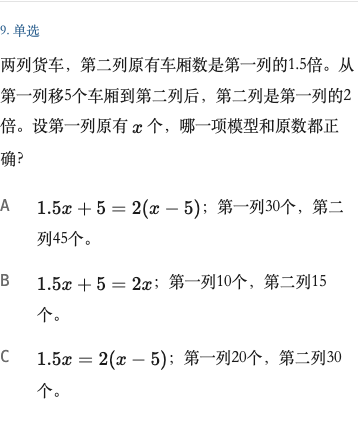 9. 单选
两列货车，第二列原有车厢数是第一列的1.5倍。从
第一列移5个车厢到第二列后，第二列是第一列的2
倍。设第一列原有 x 个，哪一项模型和原数都正
确?
A 1.5x + 5 = 2(x − 5)；第一列30个，第二
列45个。
B 1.5x + 5 = 2x；第一列10个，第二列15
个。
C 1.5x = 2(x − 5)；第一列20个，第二列30
个。